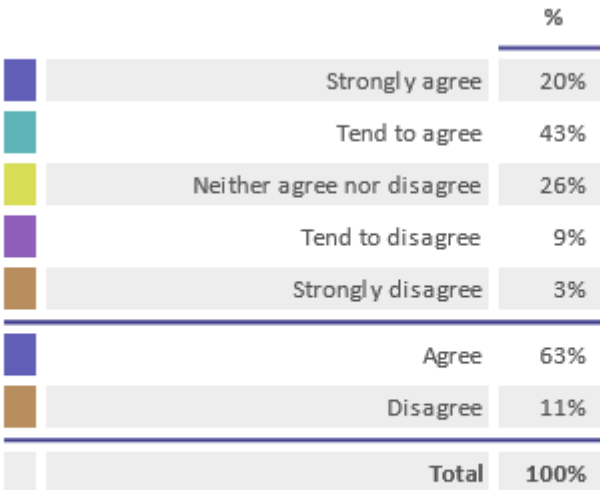 %
Strongly agree 20%
Tend to agree 43%
Neither agree nor disagree 26%
Tend to disagree 9%
Strongly disagree 3%
Agree 63%
Disagree 11%
Total 100%